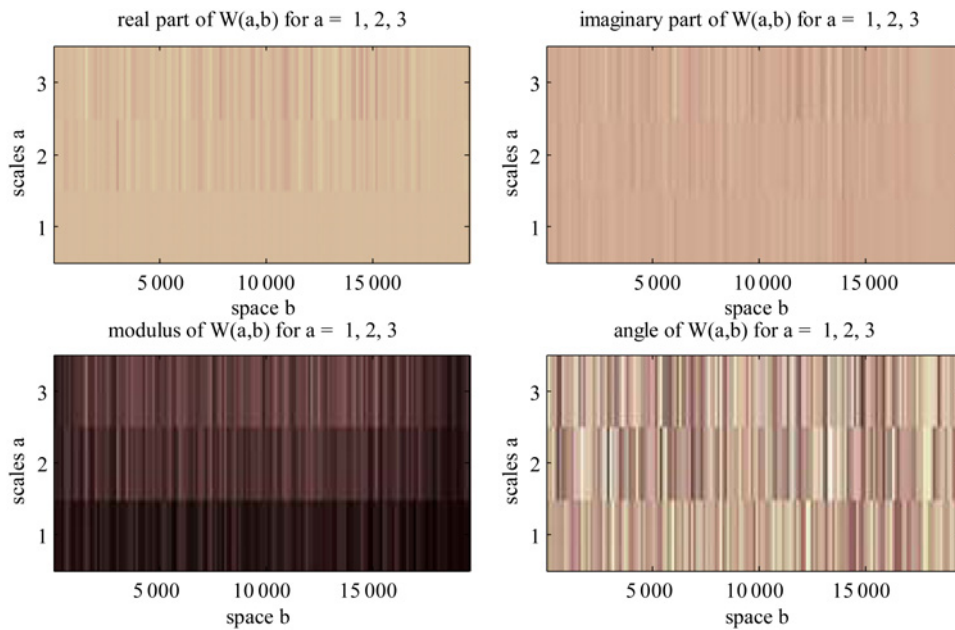 real part of W(a,b) for a = 1, 2, 3
scales a
3
2
1
5 000
10 000
15 000
space b
imaginary part of W(a,b) for a = 1, 2, 3
scales a
3
2
1
5 000
10 000
15 000
space b
modulus of W(a,b) for a = 1, 2, 3
scales a
3
2
1
5 000
10 000
15 000
space b
angle of W(a,b) for a = 1, 2, 3
scales a
3
2
1
5 000
10 000
15 000
space b